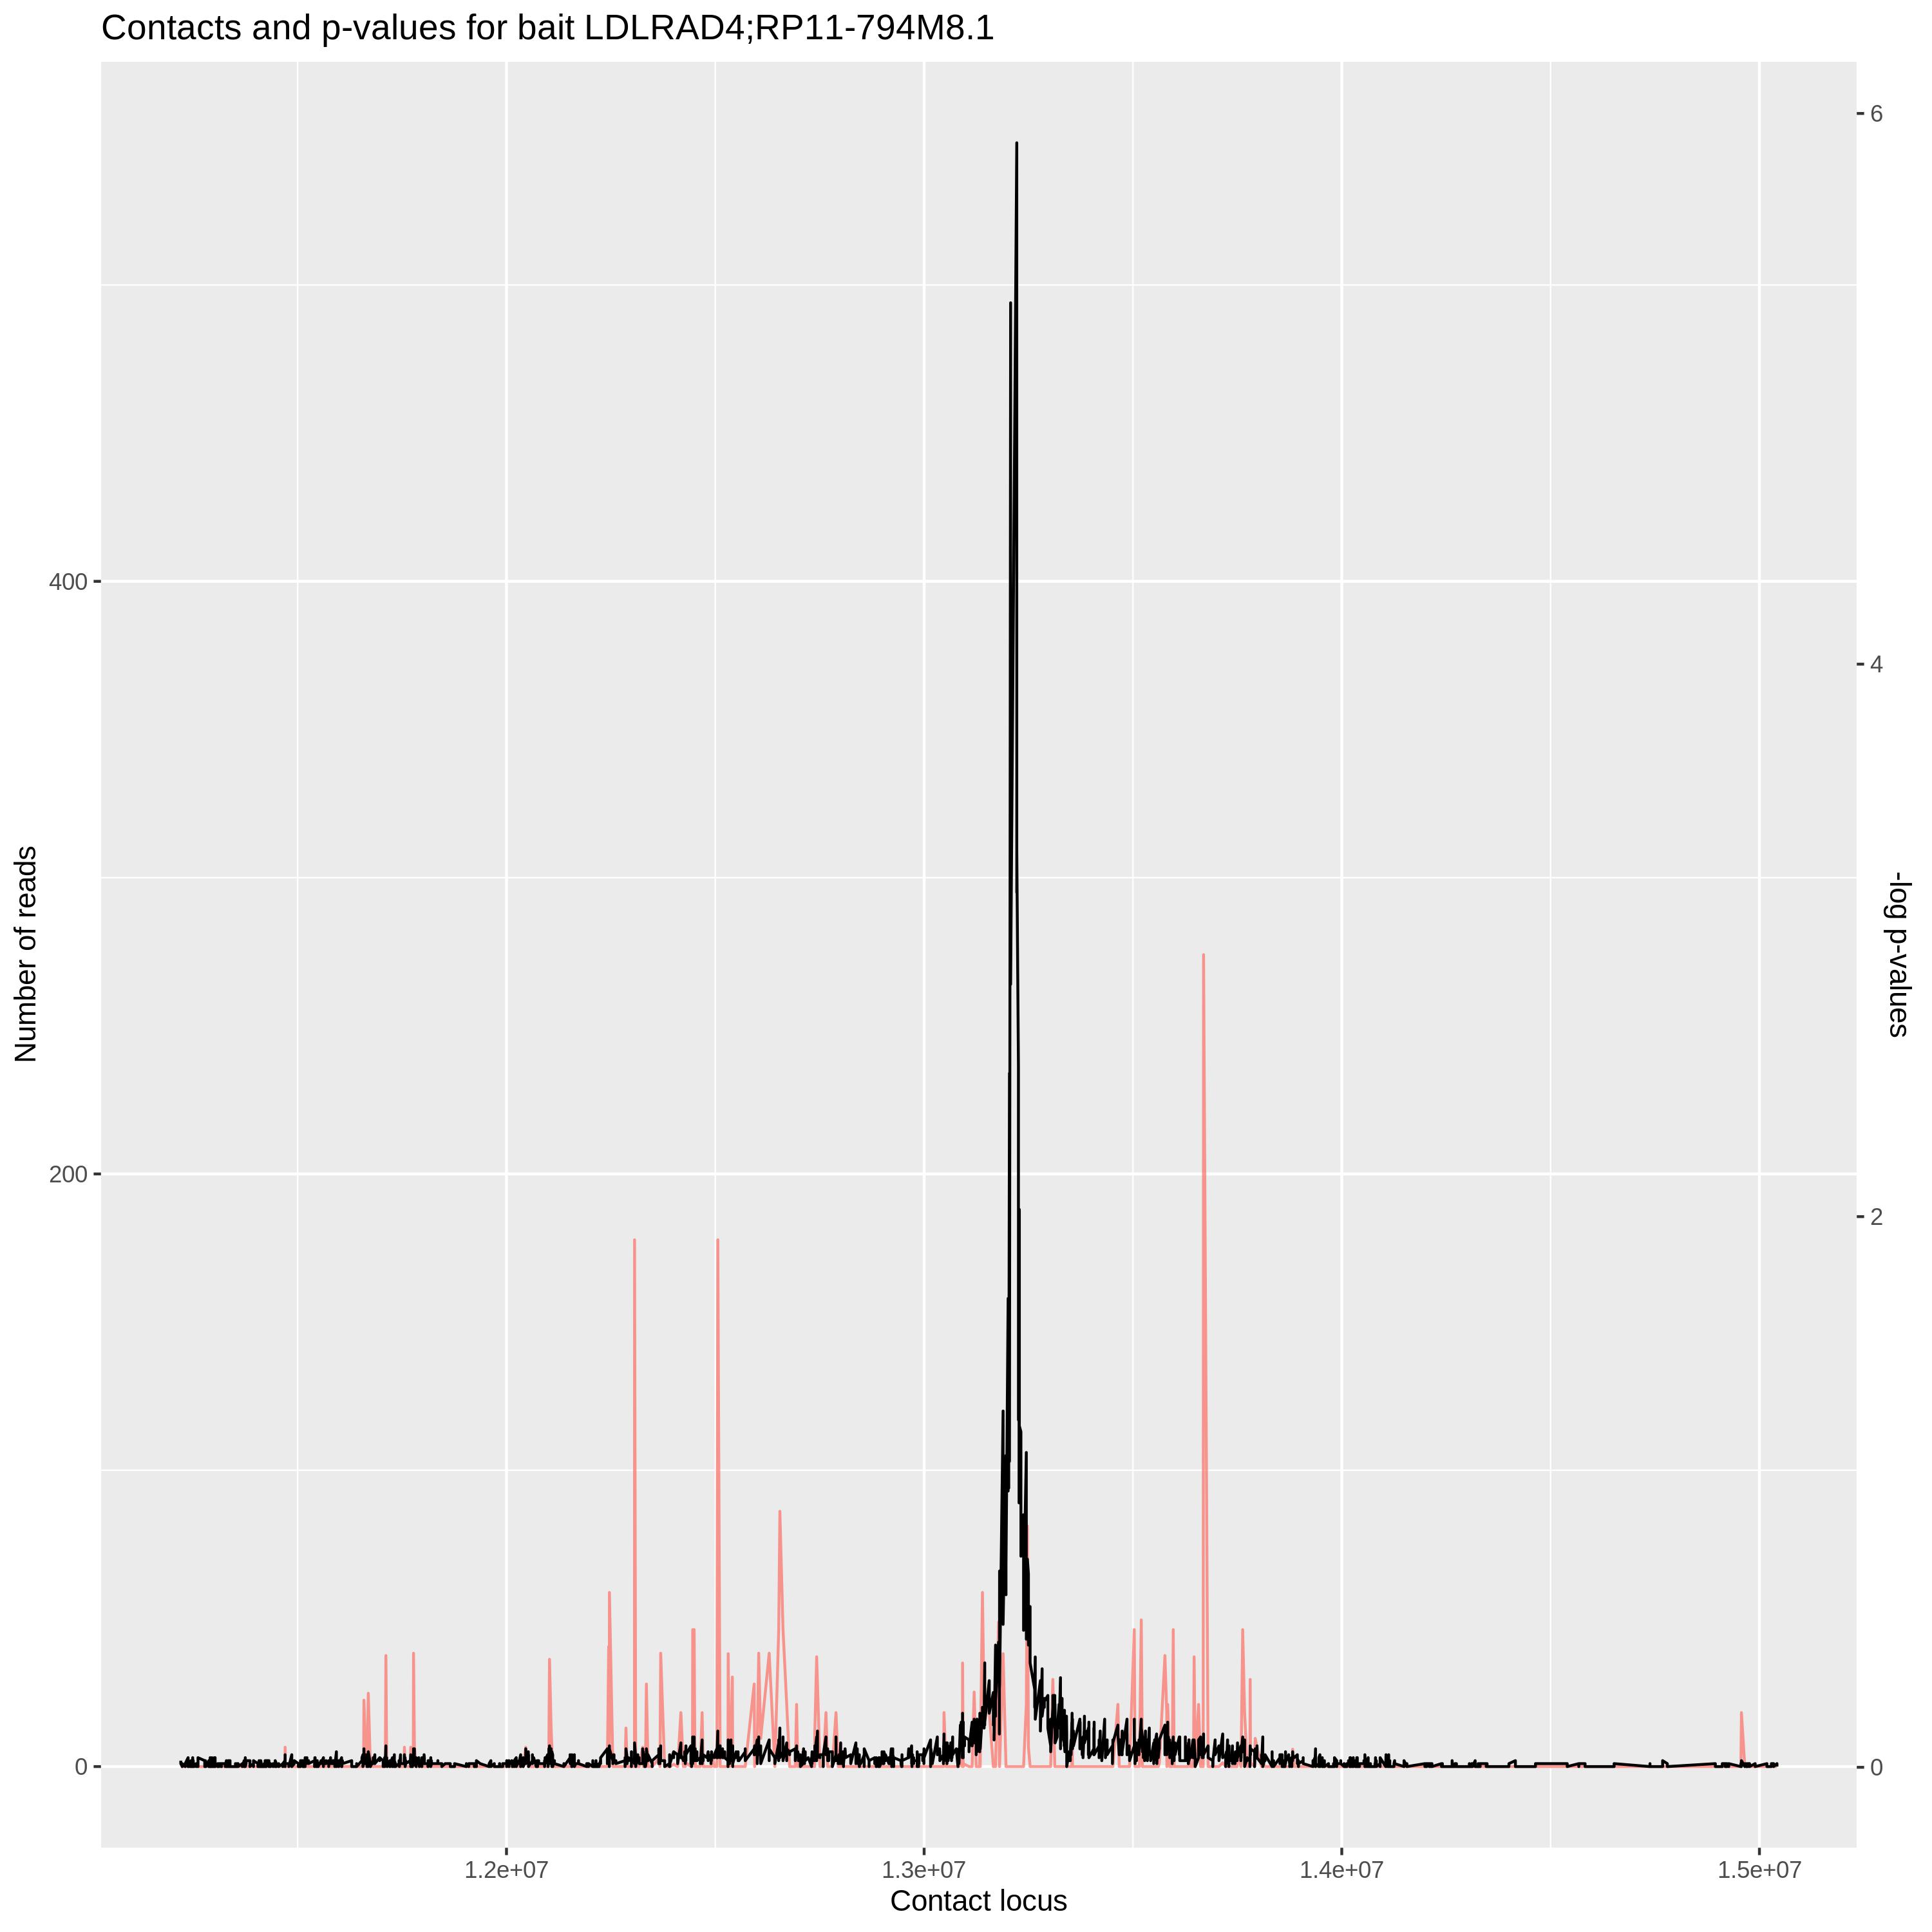 Contacts and p-values for bait LDLRAD4;RP11-794M8.1
6
400
4
Number of reads
-log p-values
200
2
0
0
1.2e+07
1.3e+07
1.4e+07
1.5e+07
Contact locus